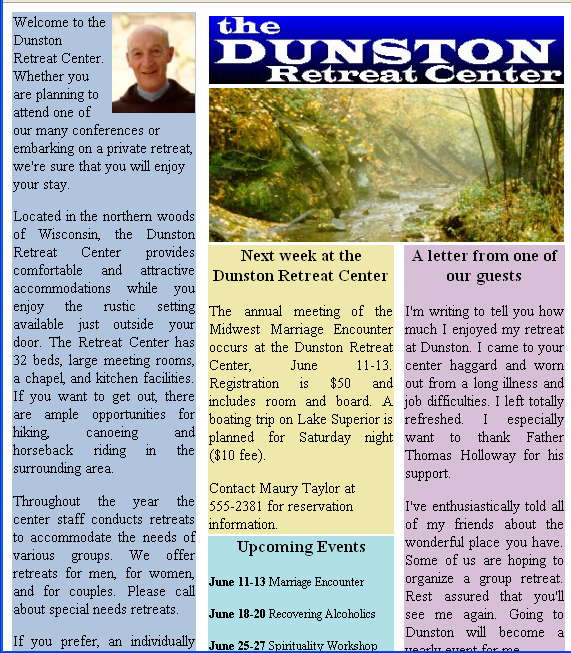 Welcome to the
Dunston
Retreat Center.
Whether you
are planning to
attend one of
our many conferences or
embarking on a private retreat,
we're sure that you will enjoy
your stay.
Located in the northern woods
of Wisconsin, the Dunston
Retreat Center provides
comfortable and attractive
accommodations while you
enjoy the rustic setting
available just outside your
door. The Retreat Center has
32 beds, large meeting rooms,
a chapel, and kitchen facilities.
If you want to get out, there
are ample opportunities for
hiking, canoeing and
horseback riding in the
surrounding area.
Throughout the year the
center staff conducts retreats
to accommodate the needs of
various groups. We offer
retreats for men, for women,
and for couples. Please call
about special needs retreats.
If you prefer, an individually
the
DUNSTON
Retreat Center
Next week at the
Dunston Retreat Center
The annual meeting of the
Midwest Marriage Encounter
occurs at the Dunston Retreat
Center, June 11-13.
Registration is $50 and
includes room and board. A
boating trip on Lake Superior is
planned for Saturday night
($10 fee).
Contact Maury Taylor at
555-2381 for reservation
information.
Upcoming Events
June 11-13 Marriage Encounter
June 18-20 Recovering Alcoholics
June 25-27 Spirituality Workshop
A letter from one of
our guests
I'm writing to tell you how
much I enjoyed my retreat
at Dunston. I came to your
center haggard and worn
out from a long illness and
job difficulties. I left totally
refreshed. I especially
want to thank Father
Thomas Holloway for his
support.
I've enthusiastically told all
of my friends about the
wonderful place you have.
Some of us are hoping to
organize a group retreat.
Rest assured that you'll
see me again. Going to
Dunston will become a
yearly event for me.